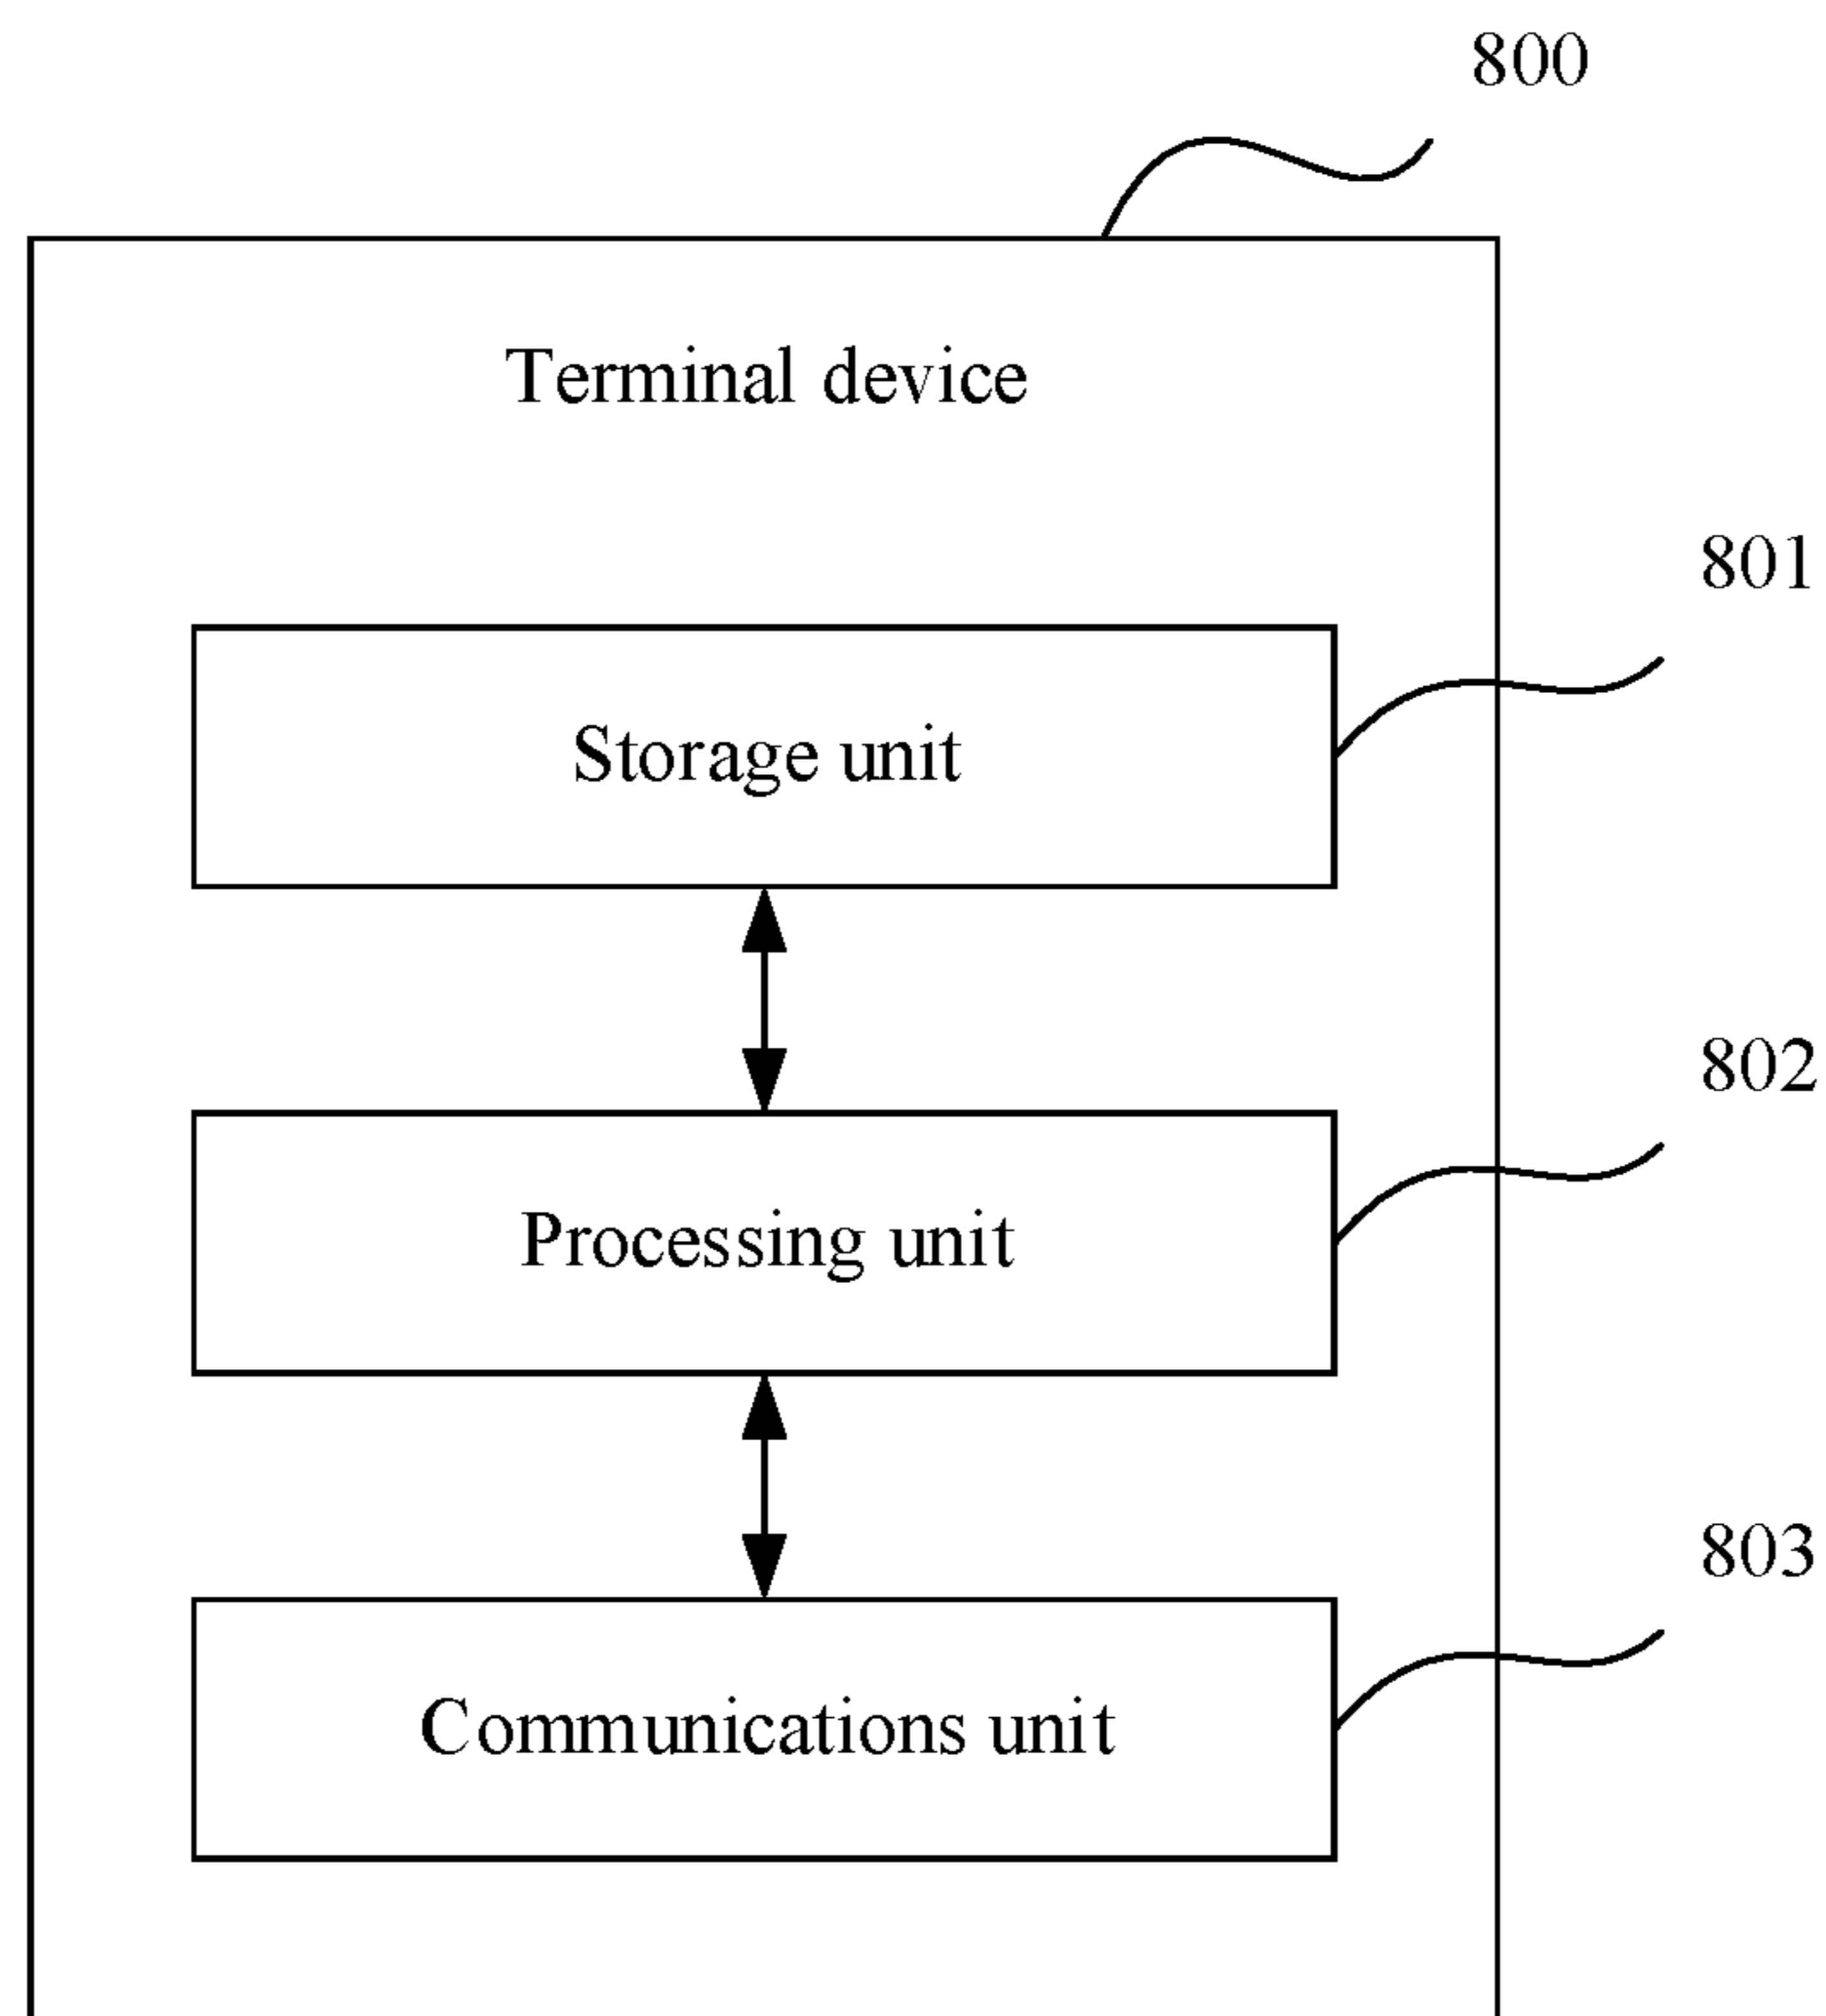 800
Terminal device
801
Storage unit
802
Processing unit
803
Communications unit